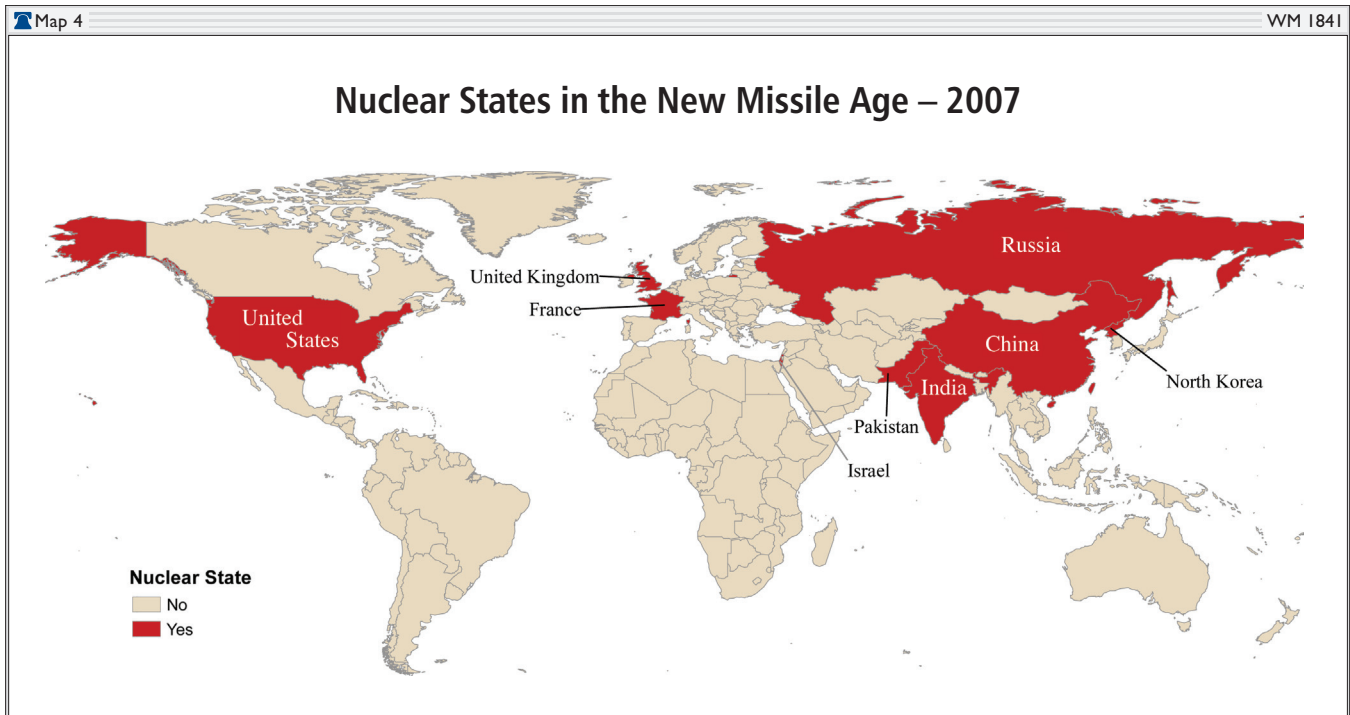 Map 4
WM 1841
Nuclear States in the New Missile Age – 2007
Russia
United Kingdom
France
United
States
China
North Korea
India
Pakistan
Israel
Nuclear State
No
Yes